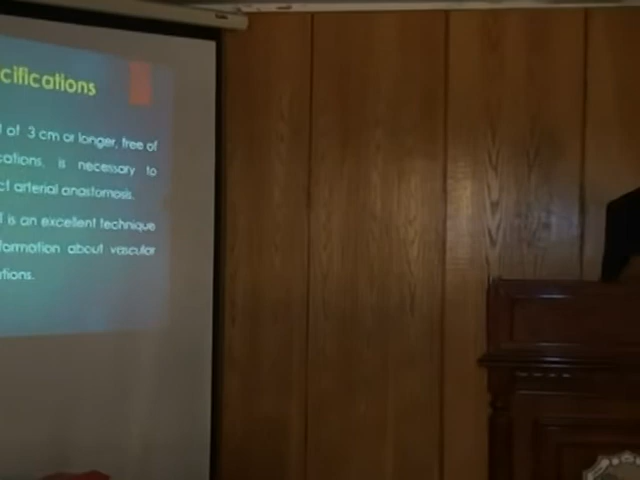 cifications
of 3 cm or longer, free of
cations, is necessary to
ct arterial anastomosis.
is an excellent technique
formation about vascular
tions.